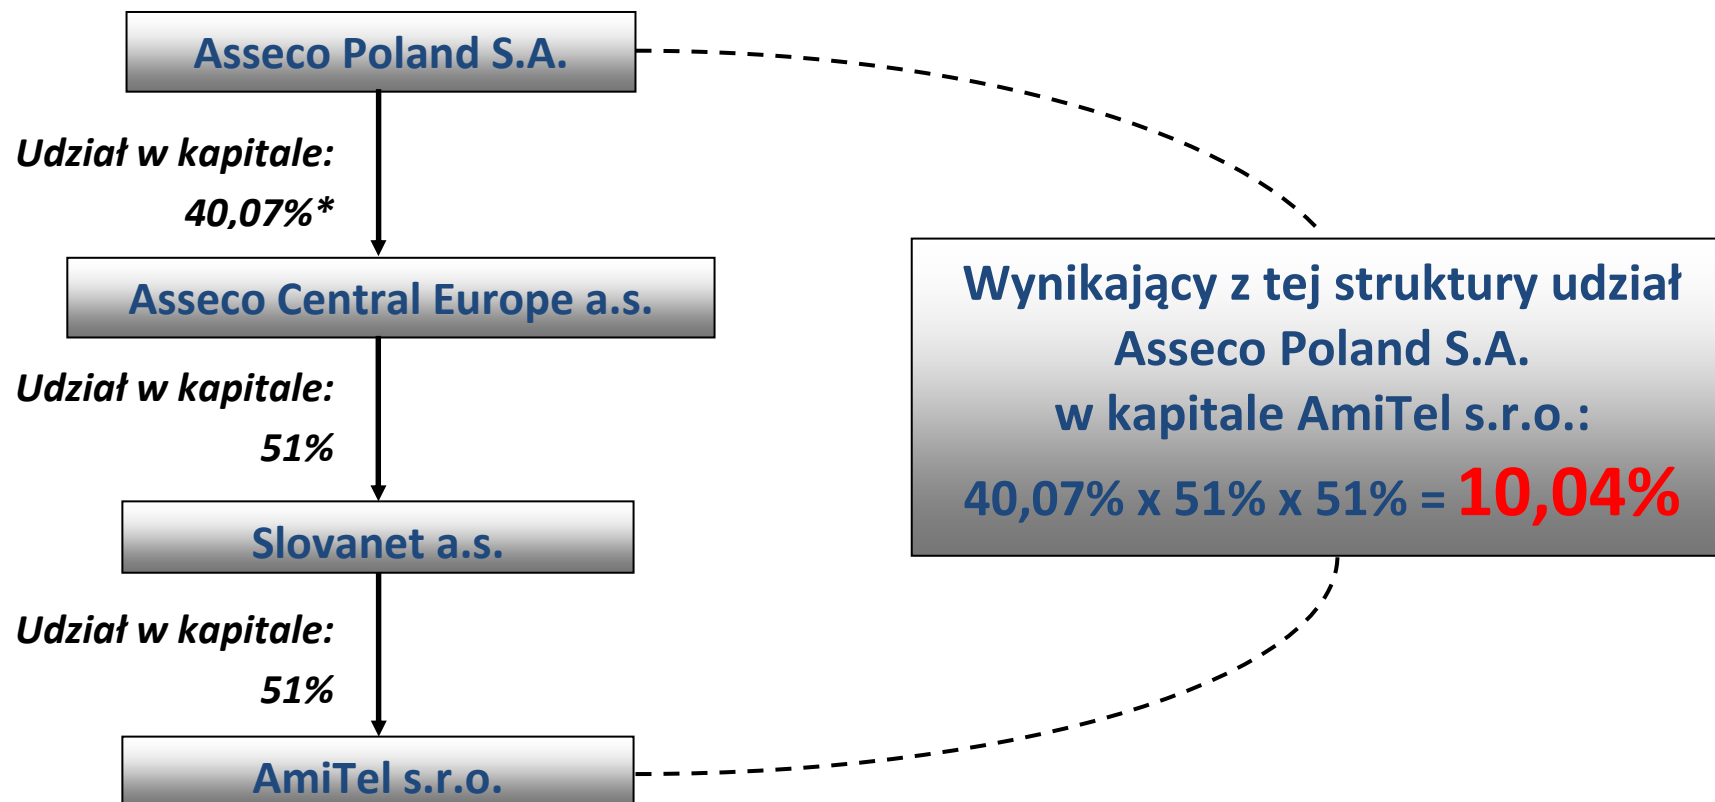 Asseco Poland S.A.
Udział w kapitale:
40,07%*
Asseco Central Europe a.s.
Udział w kapitale:
51%
Slovanet a.s.
Udział w kapitale:
51%
AmiTel s.r.o.
Wynikający z tej struktury udział
Asseco Poland S.A.
w kapitale AmiTel s.r.o.:
40,07% x 51% x 51% = 10,04%